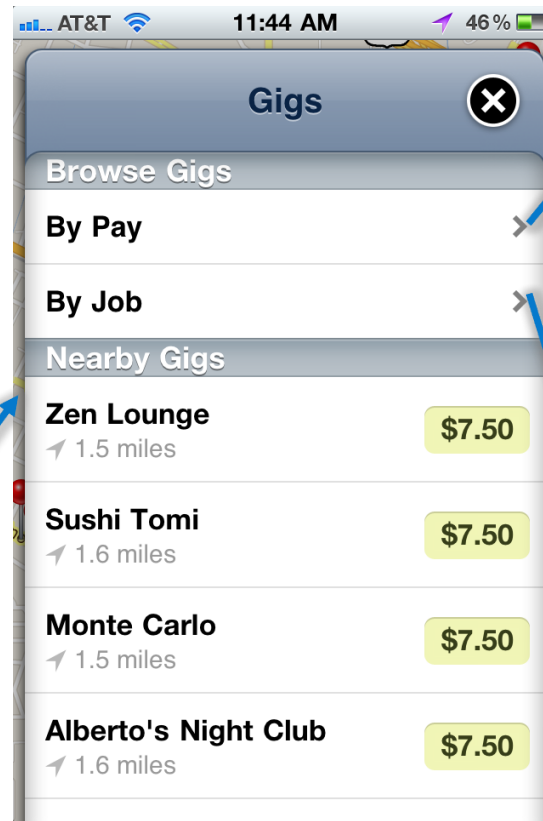 AT&T 11:44 AM 46%
Gigs
Browse Gigs
By Pay
By Job
Nearby Gigs
Zen Lounge
$7.50
1.5 miles
Sushi Tomi
$7.50
1.6 miles
Monte Carlo
$7.50
1.5 miles
Alberto's Night Club
$7.50
1.6 miles